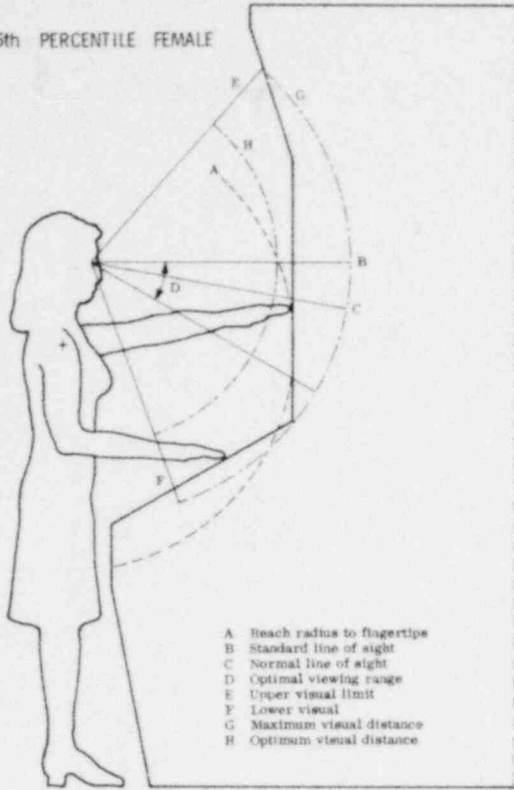 5th PERCENTILE FEMALE
E
G
H
A
B
D
C
F
A Reach radius to fingertips
B Standard line of sight
C Normal line of sight
D Optimal viewing range
E Upper visual limit
F Lower visual
G Maximum visual distance
H Optimum visual distance